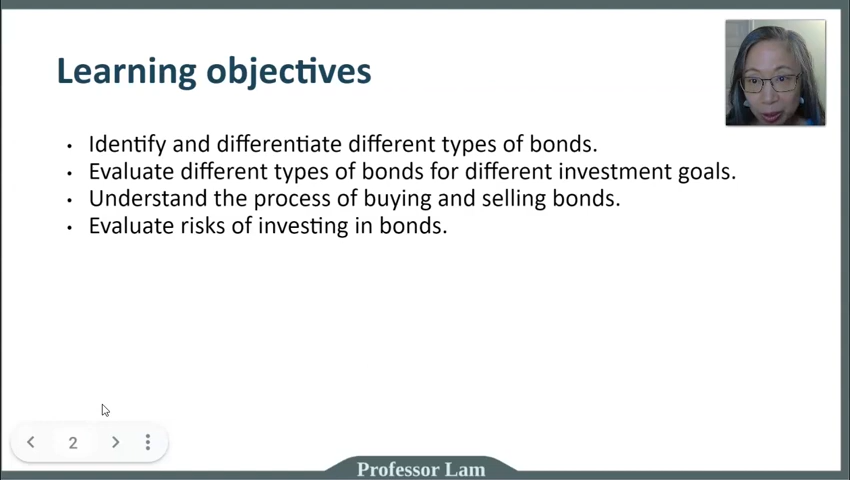 Learning objectives
• Identify and differentiate different types of bonds.
• Evaluate different types of bonds for different investment goals.
• Understand the process of buying and selling bonds.
• Evaluate risks of investing in bonds.
2
Professor Lam